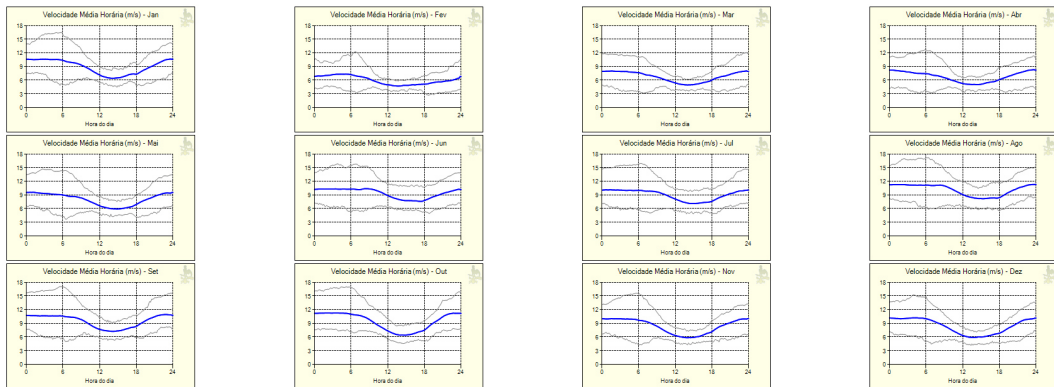 Velocidade Média Horária (m/s) - Jan
18
15
12
9
6
3
0
0 6 12 18 24
Hora do dia
Velocidade Média Horária (m/s) - Fev
18
15
12
9
6
3
0
0 6 12 18 24
Hora do dia
Velocidade Média Horária (m/s) - Mar
18
15
12
9
6
3
0
0 6 12 18 24
Hora do dia
Velocidade Média Horária (m/s) - Abr
18
15
12
9
6
3
0
0 6 12 18 24
Hora do dia
Velocidade Média Horária (m/s) - Mai
18
15
12
9
6
3
0
0 6 12 18 24
Hora do dia
Velocidade Média Horária (m/s) - Jun
18
15
12
9
6
3
0
0 6 12 18 24
Hora do dia
Velocidade Média Horária (m/s) - Jul
18
15
12
9
6
3
0
0 6 12 18 24
Hora do dia
Velocidade Média Horária (m/s) - Ago
18
15
12
9
6
3
0
0 6 12 18 24
Hora do dia
Velocidade Média Horária (m/s) - Set
18
15
12
9
6
3
0
0 6 12 18 24
Hora do dia
Velocidade Média Horária (m/s) - Out
18
15
12
9
6
3
0
0 6 12 18 24
Hora do dia
Velocidade Média Horária (m/s) - Nov
18
15
12
9
6
3
0
0 6 12 18 24
Hora do dia
Velocidade Média Horária (m/s) - Dez
18
15
12
9
6
3
0
0 6 12 18 24
Hora do dia